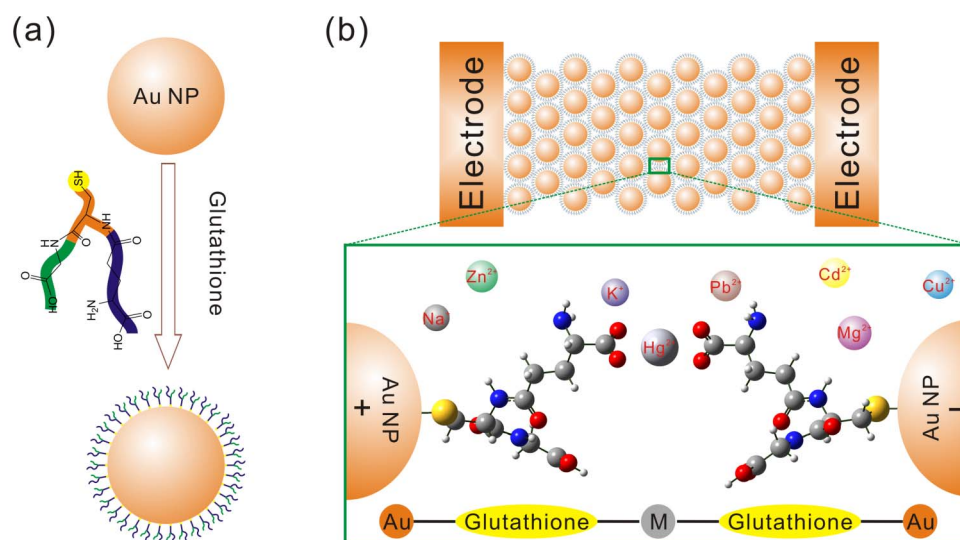 (a)
Au NP
Glutathione
SH
H
N
O
NH
O
O
HO
H₂N
O
OH
(b)
Electrode
Electrode
Zn²⁺
K⁺
Pb²⁺
Cd²⁺
Cu²⁺
Na⁺
Hg²⁺
Mg²⁺
+
Au NP
Au NP
–
Au
Glutathione
M
Glutathione
Au